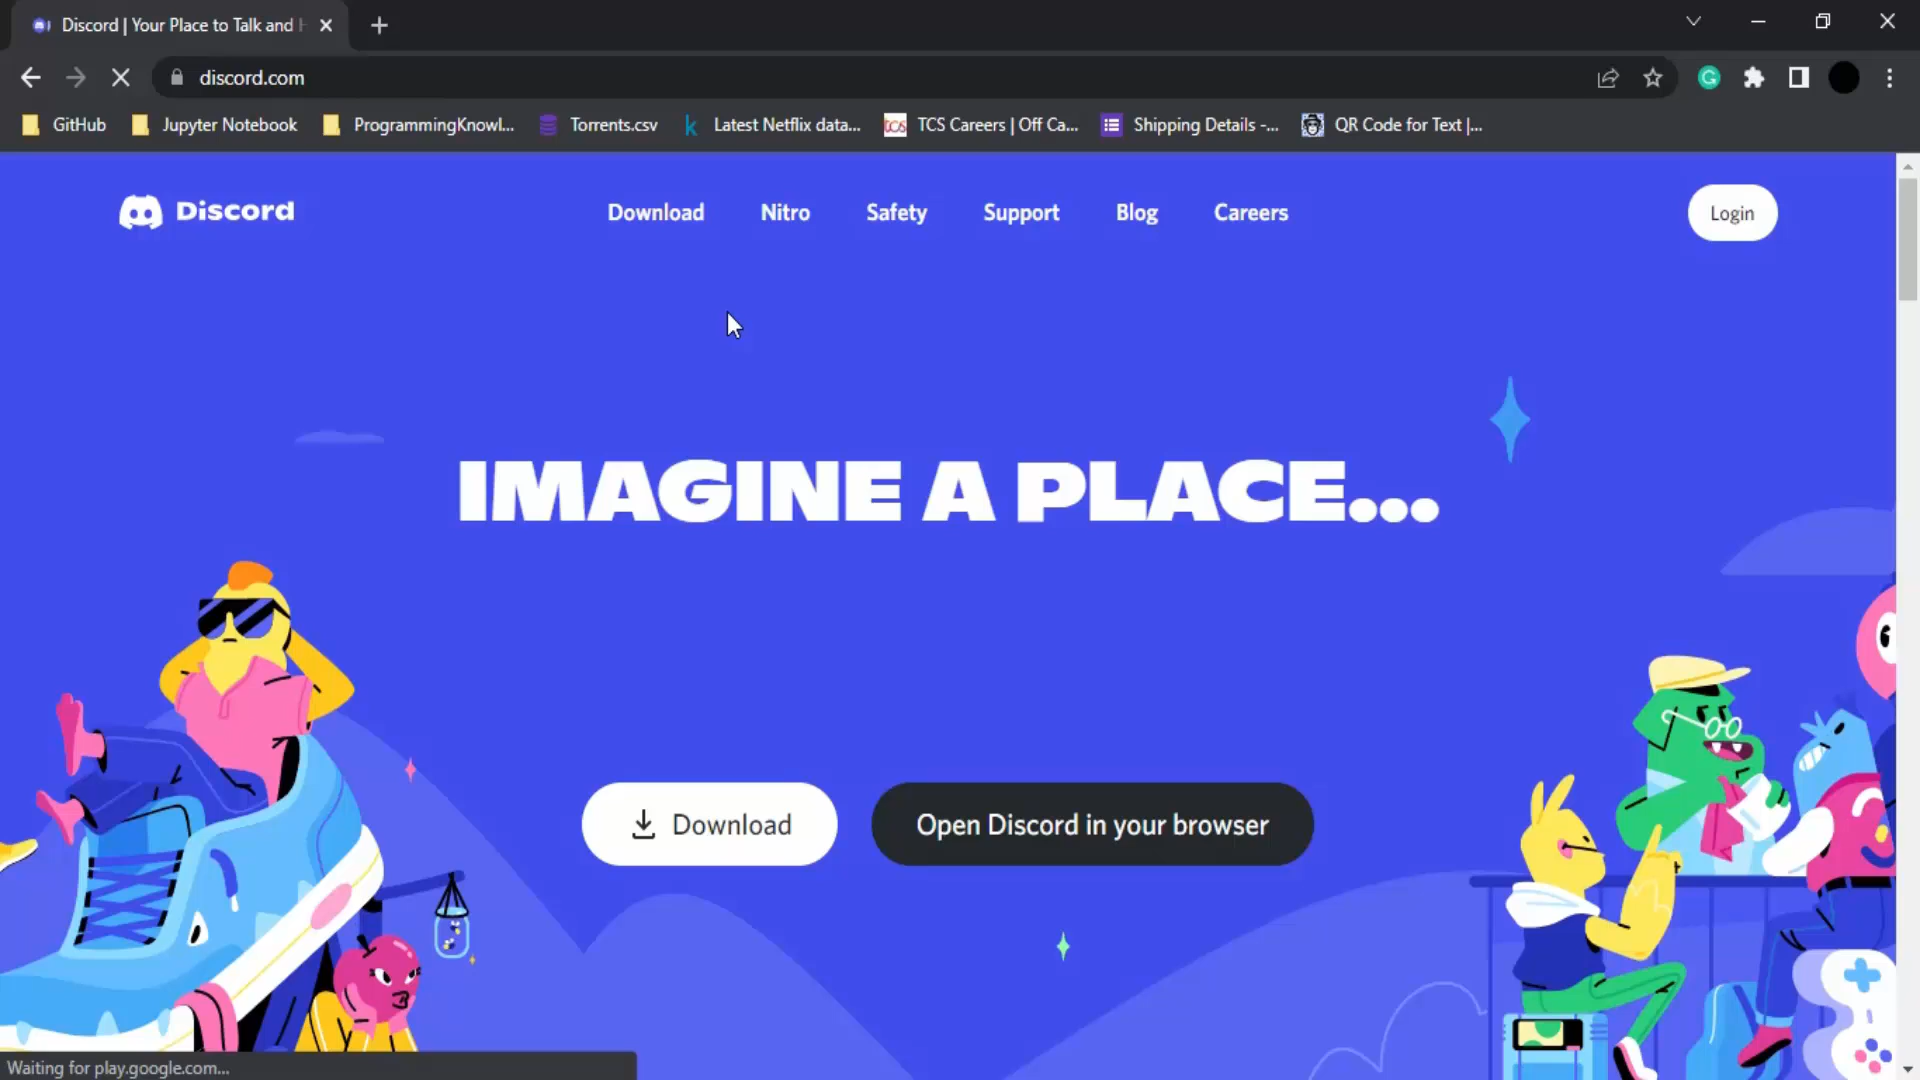 Discord | Your Place to Talk and
discord.com
GitHub
Jupyter Notebook
ProgrammingKnowl...
Torrents.csv
Latest Netflix data...
tcs TCS Careers | Off Ca...
Shipping Details -...
QR Code for Text |...
Discord
Download
Nitro
Safety
Support
Blog
Careers
Login
IMAGINE A PLACE...
Download
Open Discord in your browser
Waiting for play.google.com...